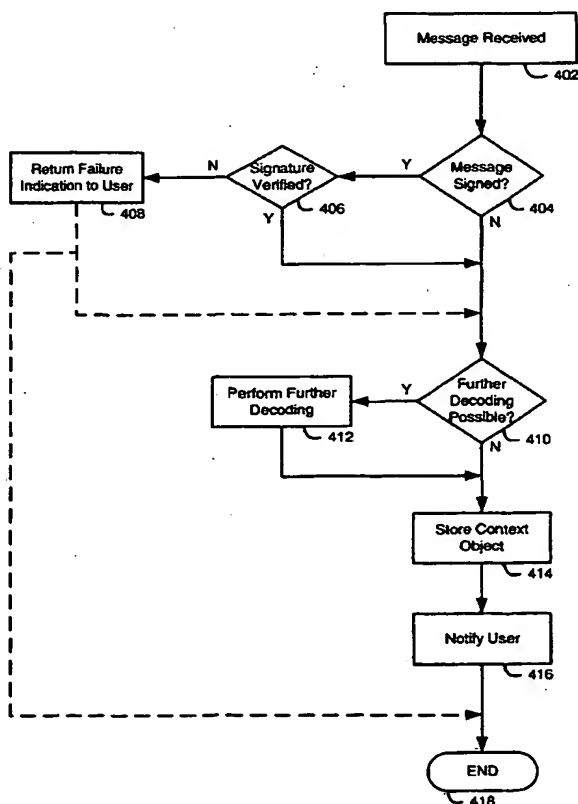 Message Received
402
Message
Signed?
404
Y
N
Signature
Verified?
406
N
Y
Return Failure
Indication to User
408
Further
Decoding
Possible?
410
Y
N
Perform Further
Decoding
412
Store Context
Object
414
Notify User
416
END
418